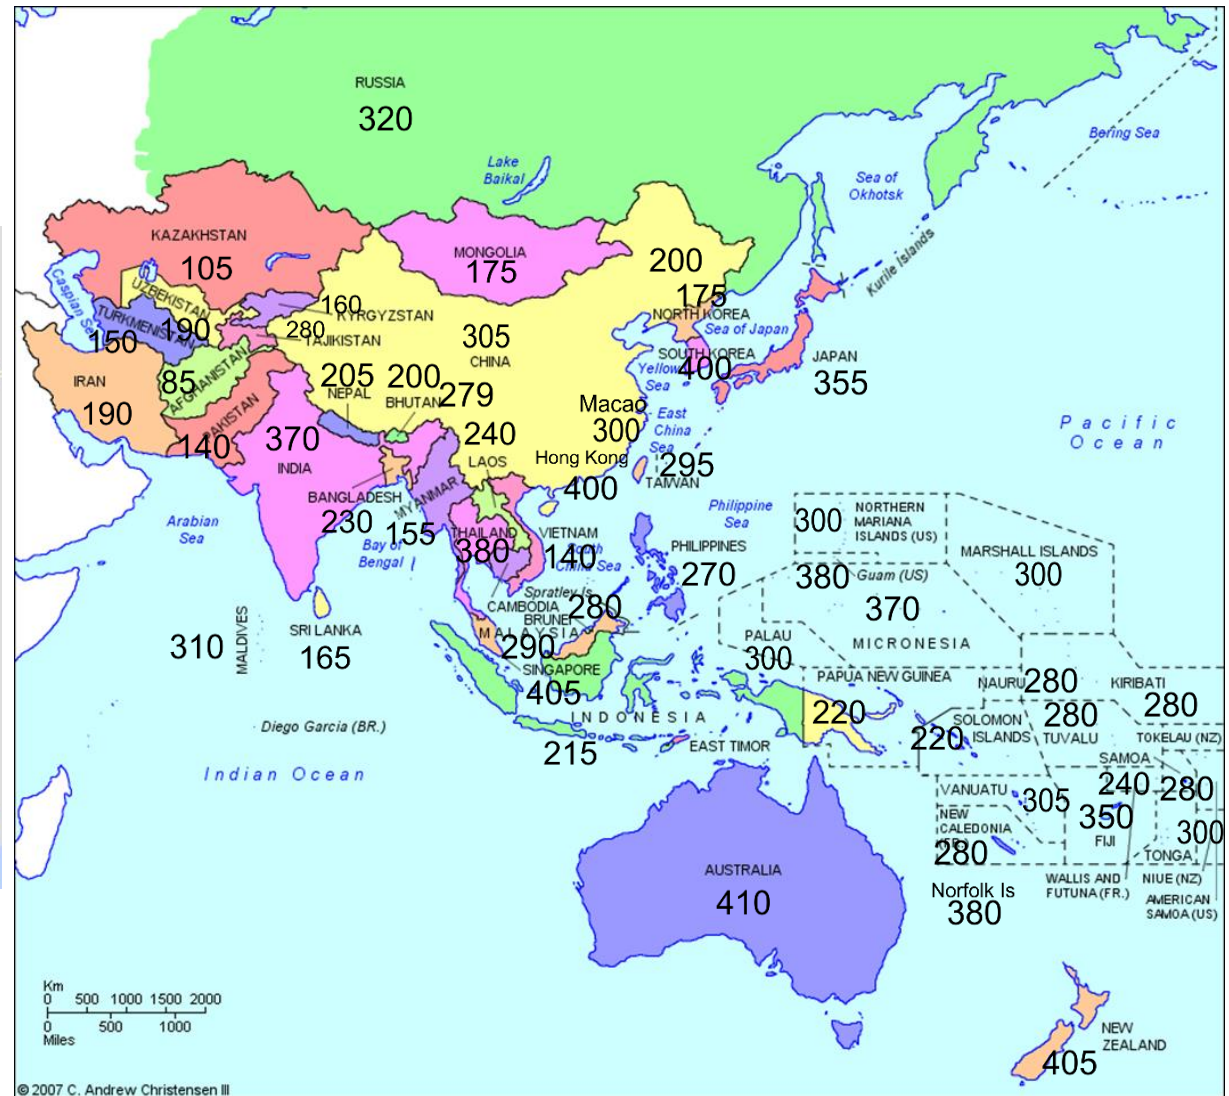 RUSSIA
320
Bering Sea
Lake
Baikal
Sea of
Okhotsk
KAZAKHSTAN
105
MONGOLIA
175
200
Kurile Islands
Caspian Sea
UZBEKISTAN
190
TURKMENISTAN
150
160
KYRGYZSTAN
280
TAJIKISTAN
175
NORTH KOREA
Sea of Japan
305
CHINA
SOUTH KOREA
400
Yellow
Sea
JAPAN
355
IRAN
190
85
AFGHANISTAN
205
NEPAL
200
BHUTAN
279
PAKISTAN
140
370
INDIA
240
LAOS
Macao
300
Hong Kong
400
East
China
Sea
295
TAIWAN
Pacific
Ocean
BANGLADESH
230
MYANMAR
155
Arabian
Sea
Bay of
Bengal
THAILAND
380
VIETNAM
140
South
China Sea
Philippine
Sea
PHILIPPINES
270
300
NORTHERN
MARIANA
ISLANDS (US)
MARSHALL ISLANDS
300
380
Guam (US)
370
MICRONESIA
Spratley Is.
280
CAMBODIA
BRUNEI
MALAYSIA
290
SINGAPORE
405
310
MALDIVES
SRI LANKA
165
PALAU
300
PAPUA NEW GUINEA
220
NAURU
280
KIRIBATI
280
INDONESIA
215
EAST TIMOR
Diego Garcia (BR.)
Indian Ocean
SOLOMON
ISLANDS
220
280
TUVALU
TOKELAU (NZ)
SAMOA
240
280
VANUATU
305
350
FIJI
NEW
CALEDONIA
(FR.)
280
300
TONGA
WALLIS AND
FUTUNA (FR.)
NIUE (NZ)
AMERICAN
SAMOA (US)
Norfolk Is
380
AUSTRALIA
410
NEW
ZEALAND
405
Km
0 500 1000 1500 2000
0 500 1000
Miles
© 2007 C. Andrew Christensen III